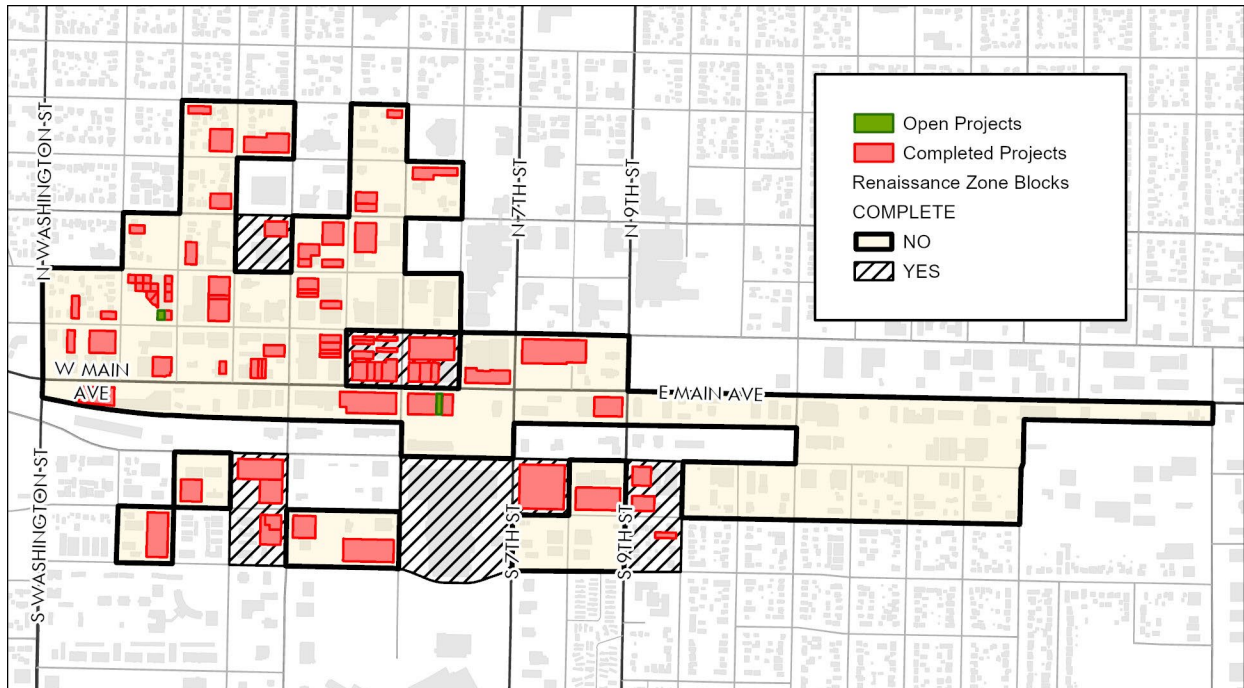 Open Projects
Completed Projects
Renaissance Zone Blocks
COMPLETE
NO
YES
N WASHINGTON ST
N 7TH ST
N 9TH ST
W MAIN
AVE
E MAIN AVE
S WASHINGTON ST
S 7TH ST
S 9TH ST